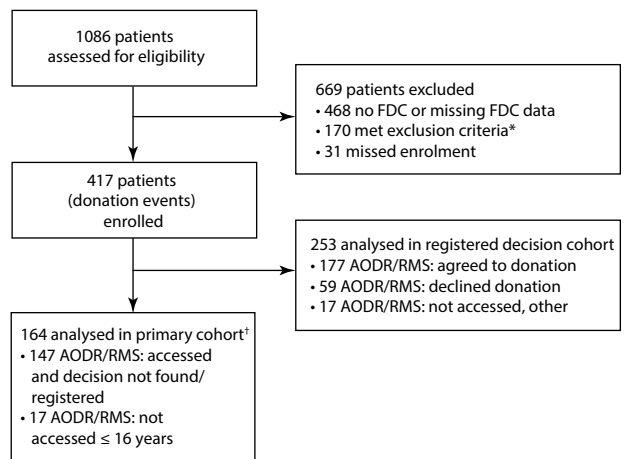 1086 patients
assessed for eligibility
669 patients excluded
• 468 no FDC or missing FDC data
• 170 met exclusion criteria*
• 31 missed enrolment
417 patients
(donation events)
enrolled
253 analysed in registered decision cohort
• 177 AODR/RMS: agreed to donation
• 59 AODR/RMS: declined donation
• 17 AODR/RMS: not accessed, other
164 analysed in primary cohort†
• 147 AODR/RMS: accessed
and decision not found/
registered
• 17 AODR/RMS: not
accessed ≤ 16 years